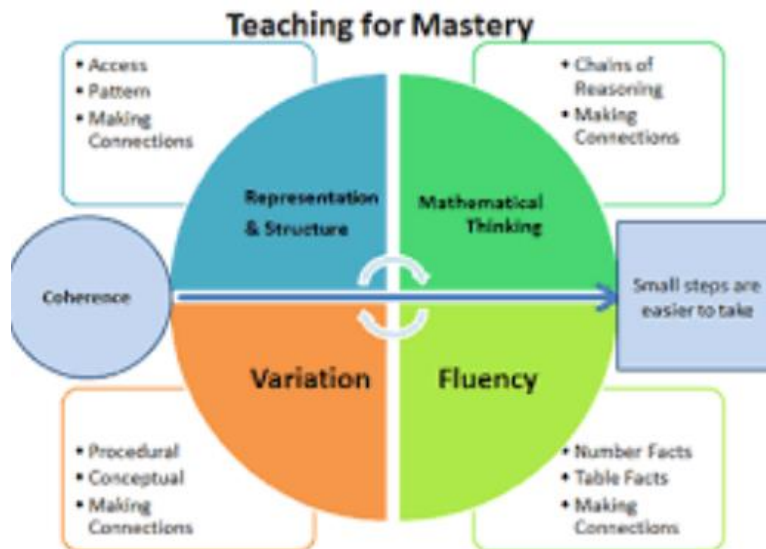 Teaching for Mastery
• Access
• Pattern
• Making
Connections
• Chains of
Reasoning
• Making
Connections
Representation
& Structure
Mathematical
Thinking
Coherence
Small steps are
easier to take
Variation
Fluency
• Procedural
• Conceptual
• Making
Connections
• Number Facts
• Table Facts
• Making
Connections